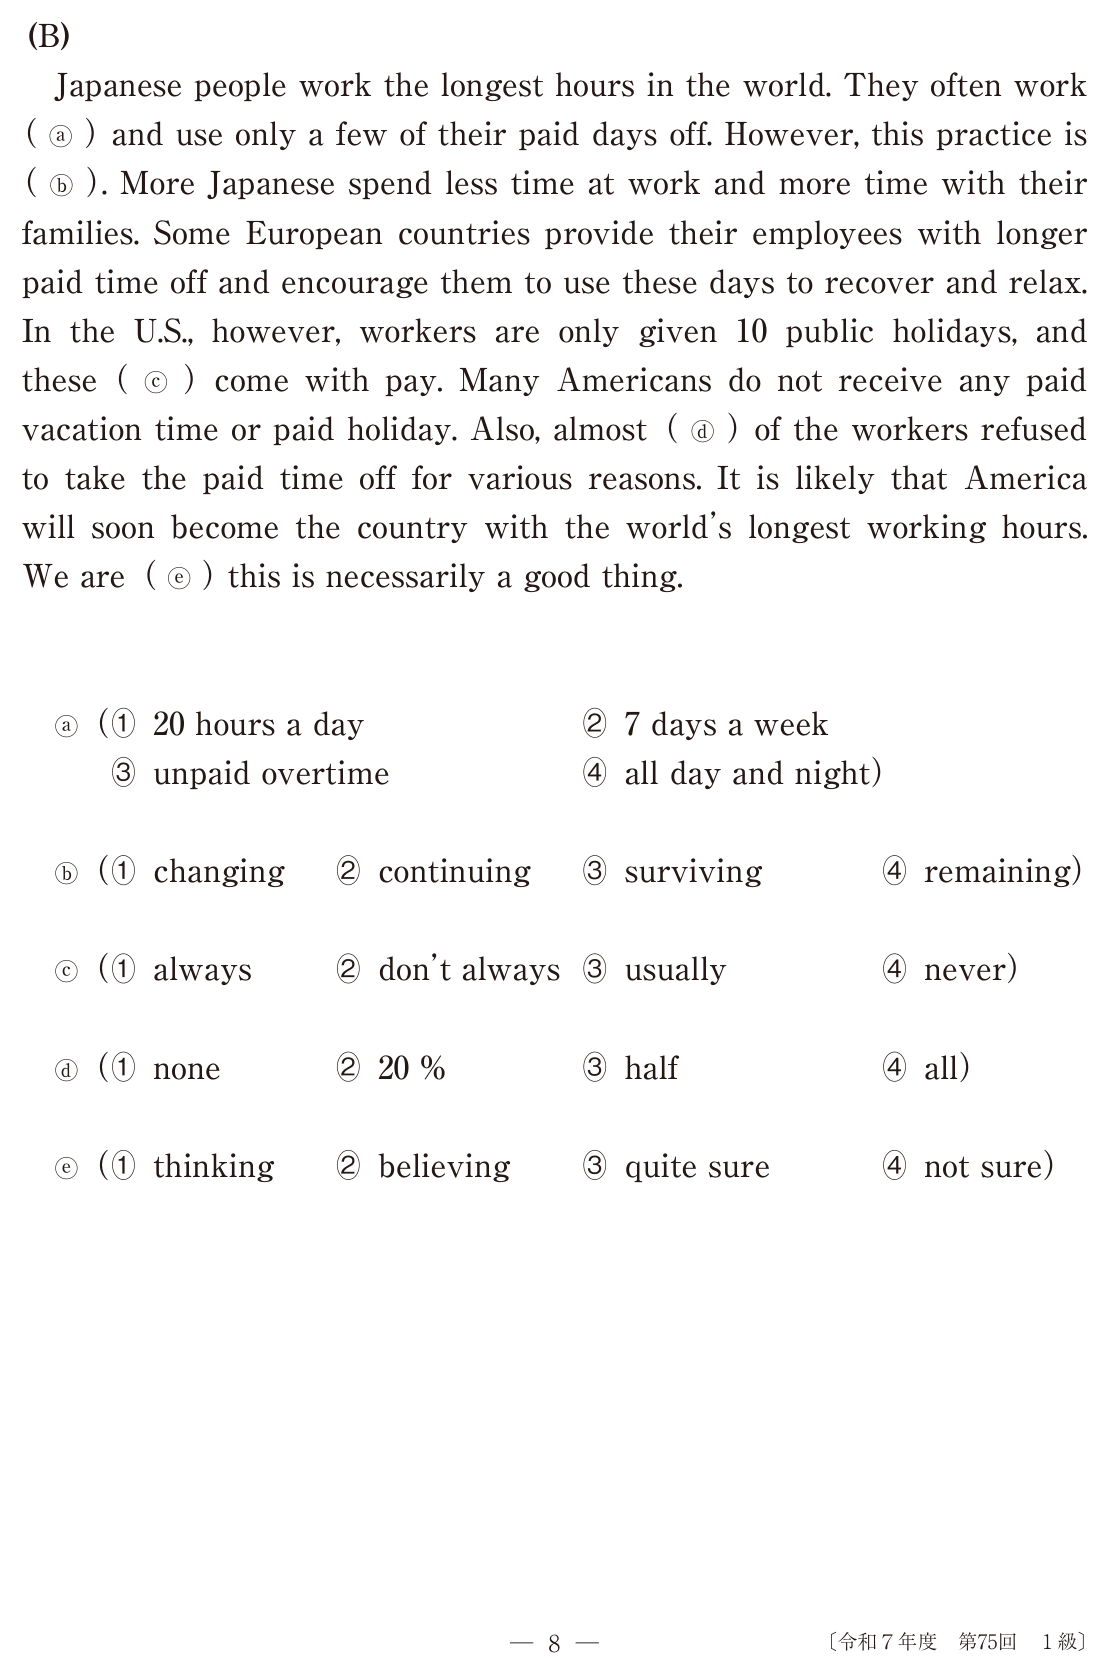 (B)
Japanese people work the longest hours in the world. They often work
( ⓐ ) and use only a few of their paid days off. However, this practice is
( ⓑ ). More Japanese spend less time at work and more time with their
families. Some European countries provide their employees with longer
paid time off and encourage them to use these days to recover and relax.
In the U.S., however, workers are only given 10 public holidays, and
these ( ⓒ ) come with pay. Many Americans do not receive any paid
vacation time or paid holiday. Also, almost ( ⓓ ) of the workers refused
to take the paid time off for various reasons. It is likely that America
will soon become the country with the world's longest working hours.
We are ( ⓔ ) this is necessarily a good thing.
ⓐ (① 20 hours a day ② 7 days a week
③ unpaid overtime ④ all day and night)
ⓑ (① changing ② continuing ③ surviving ④ remaining)
ⓒ (① always ② don't always ③ usually ④ never)
ⓓ (① none ② 20 % ③ half ④ all)
ⓔ (① thinking ② believing ③ quite sure ④ not sure)
— 8 — 〔令和７年度 第75回 １級〕